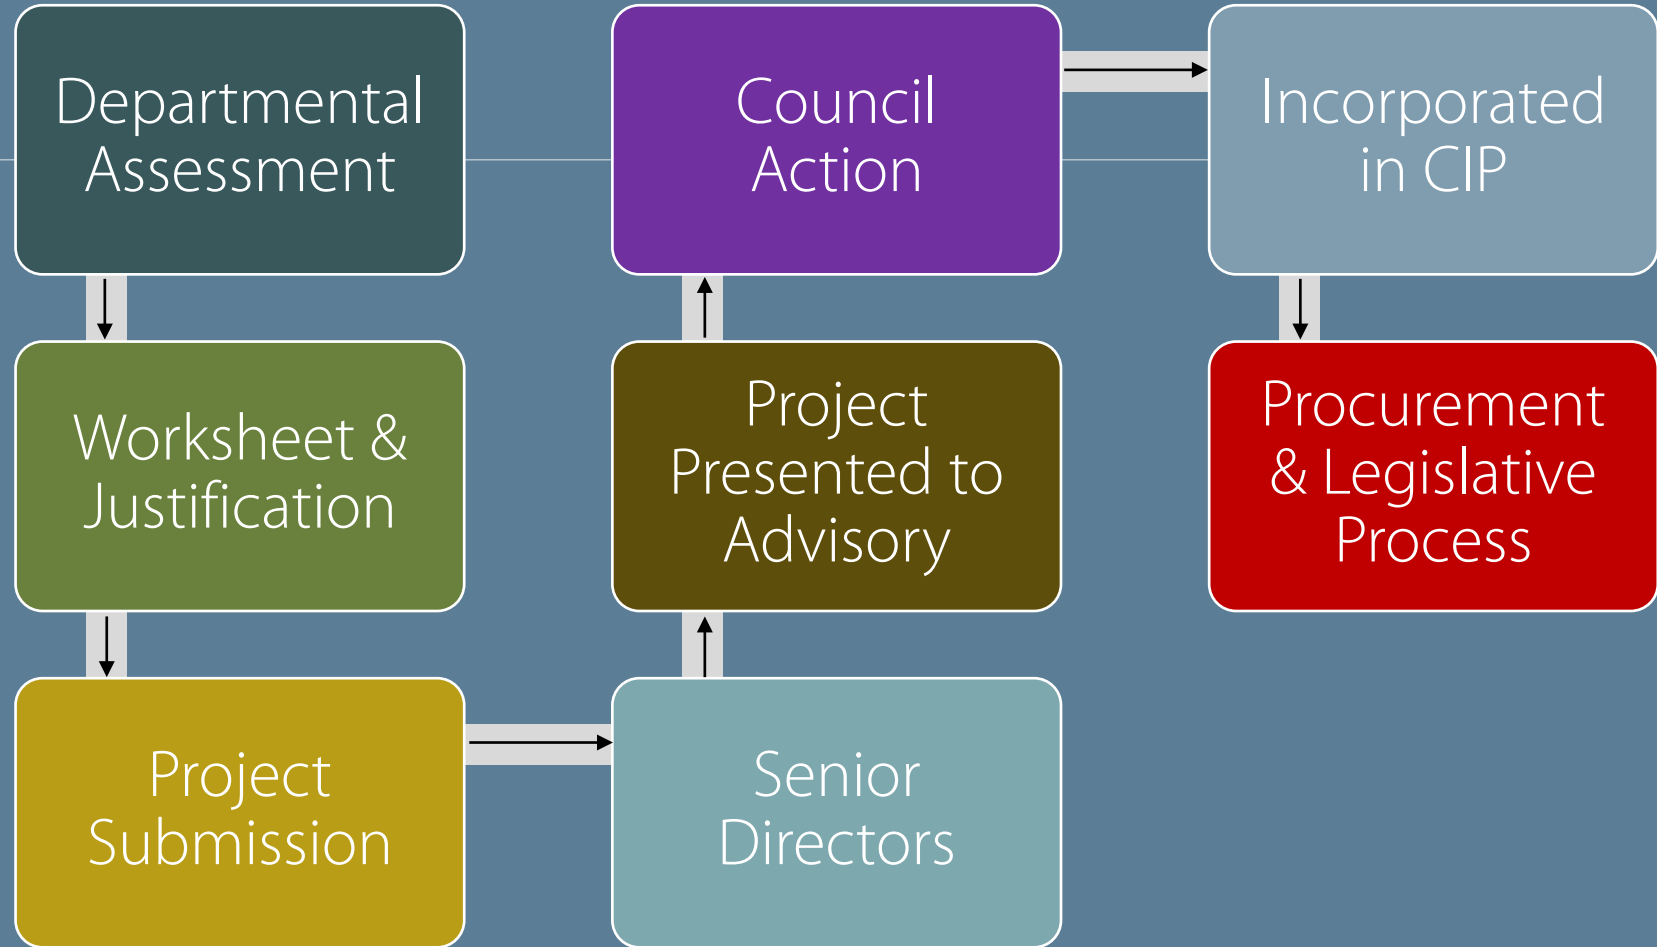 Departmental
Assessment
Worksheet &
Justification
Project
Submission
Senior
Directors
Project
Presented to
Advisory
Council
Action
Incorporated
in CIP
Procurement
& Legislative
Process